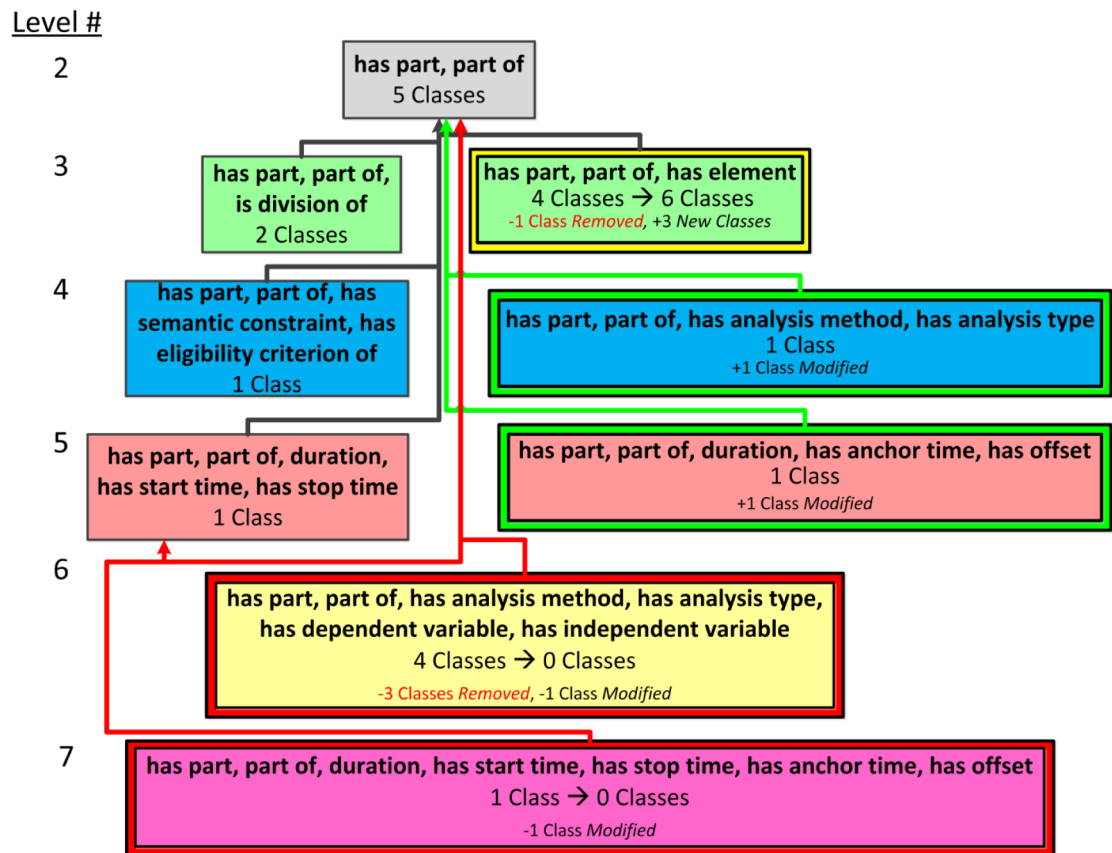 Level #
2
has part, part of
5 Classes
3
has part, part of,
is division of
2 Classes
has part, part of, has element
4 Classes → 6 Classes
-1 Class Removed, +3 New Classes
4
has part, part of, has
semantic constraint, has
eligibility criterion of
1 Class
has part, part of, has analysis method, has analysis type
1 Class
+1 Class Modified
5
has part, part of, duration,
has start time, has stop time
1 Class
has part, part of, duration, has anchor time, has offset
1 Class
+1 Class Modified
6
has part, part of, has analysis method, has analysis type,
has dependent variable, has independent variable
4 Classes → 0 Classes
-3 Classes Removed, -1 Class Modified
7
has part, part of, duration, has start time, has stop time, has anchor time, has offset
1 Class → 0 Classes
-1 Class Modified